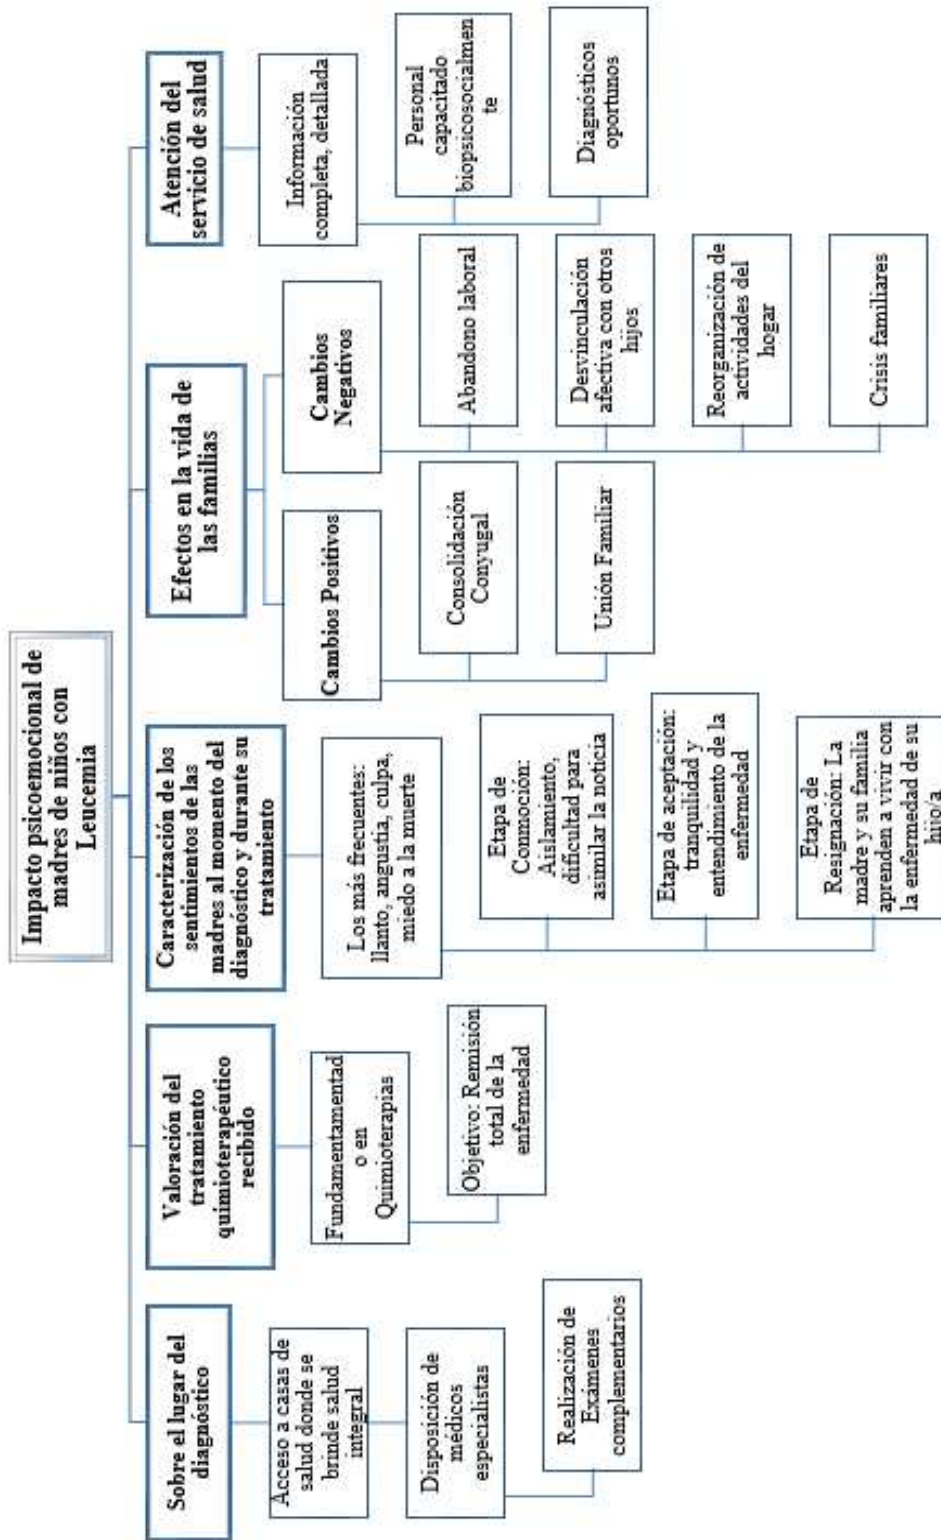 Impacto psicoemocional de
madres de niños con
Leucemia
Sobre el lugar del
diagnóstico
Acceso a casas de
salud donde se
brinde salud
integral
Disposición de
médicos
especialistas
Realización de
Exámenes
complementarios
Valoración del
tratamiento
quimioterapéutico
recibido
Fundamentamentad
o en
Quimioterapias
Objetivo: Remisión
total de la
enfermedad
Caracterización de los
sentimientos de las
madres al momento del
diagnóstico y durante su
tratamiento
Los más frecuentes:
llanto, angustia, culpa,
miedo a la muerte
Etapa de
Conmoción:
Aislamiento,
dificultad para
asimilar la noticia
Etapa de aceptación:
tranquilidad y
entendimiento de la
enfermedad
Etapa de
Resignación: La
madre y su familia
aprenden a vivir con
la enfermedad de su
hijo/a
Efectos en la vida de
las familias
Cambios Positivos
Consolidación
Conyugal
Unión Familiar
Cambios
Negativos
Abandono laboral
Desvinculación
afectiva con otros
hijos
Reorganización de
actividades del
hogar
Crisis familiares
Atención del
servicio de salud
Información
completa, detallada
Personal
capacitado
biopsicosocialmen
te
Diagnósticos
oportunos